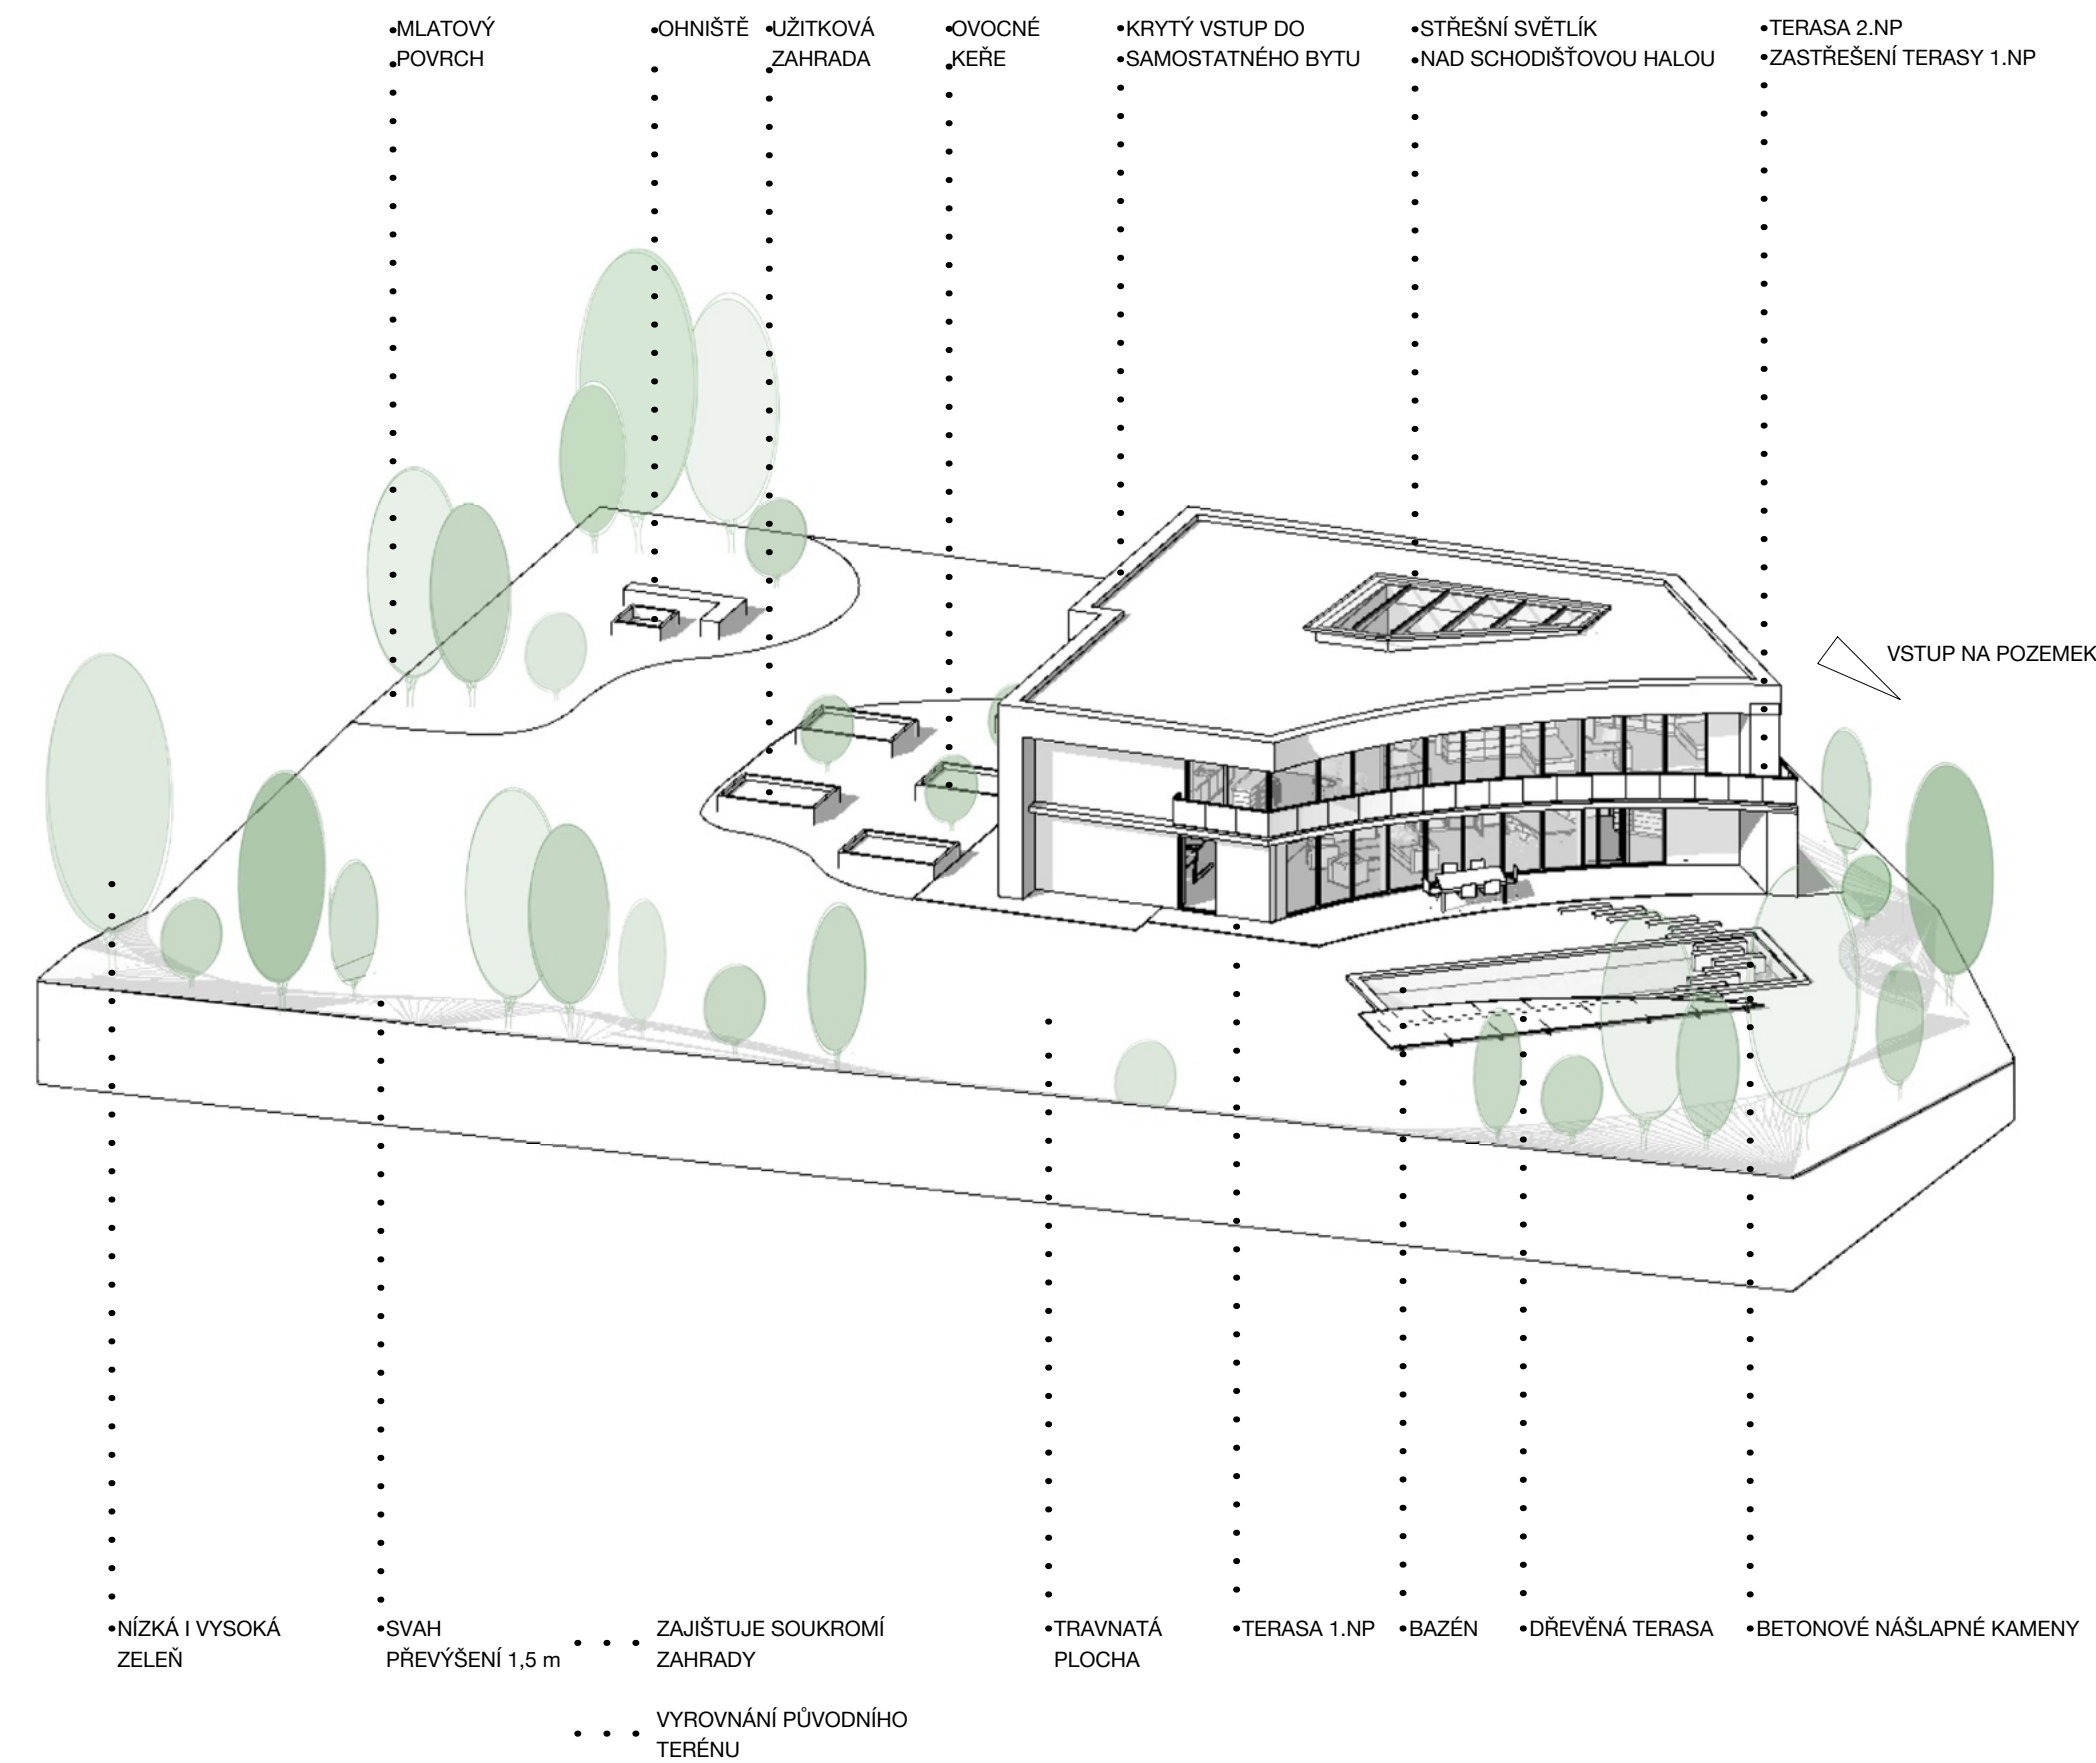 MLATOVÝ
POVRCH
OHNIŠTĚ
UŽITKOVÁ
ZAHRADA
OVOCNÉ
KEŘE
KRYTÝ VSTUP DO
SAMOSTATNÉHO BYTU
STŘEŠNÍ SVĚTLÍK
NAD SCHODIŠŤOVOU HALOU
TERASA 2.NP
ZASTŘEŠENÍ TERASY 1.NP
VSTUP NA POZEMEK
NÍZKÁ I VYSOKÁ
ZELEŇ
SVAH
PŘEVÝŠENÍ 1,5 m
ZAJIŠTUJE SOUKROMÍ
ZAHRADY
VYROVNÁNÍ PŮVODNÍHO
TERÉNU
TRAVNATÁ
PLOCHA
TERASA 1.NP
BAZÉN
DŘEVĚNÁ TERASA
BETONOVÉ NÁŠLAPNÉ KAMENY